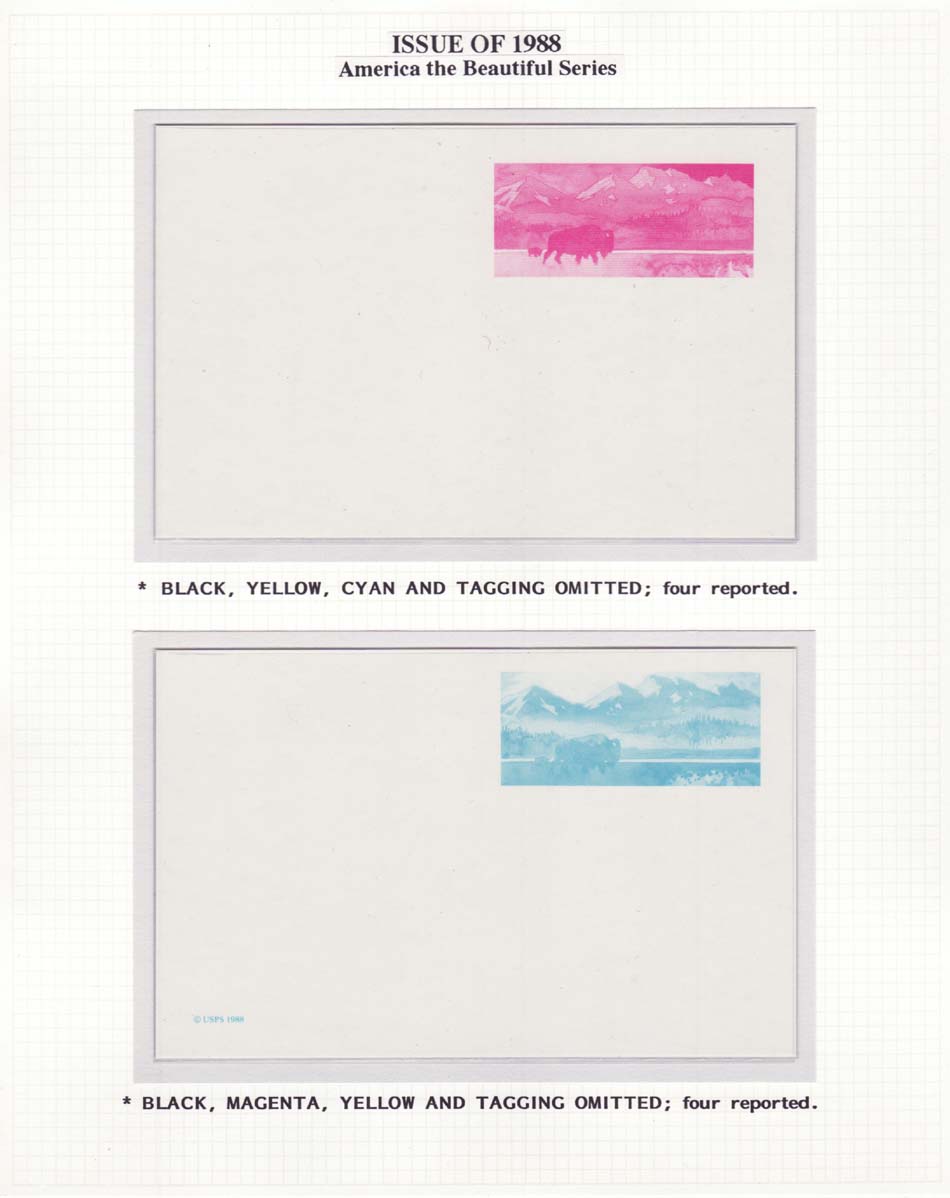 ISSUE OF 1988
America the Beautiful Series
* BLACK, YELLOW, CYAN AND TAGGING OMITTED; four reported.
© USPS 1988
* BLACK, MAGENTA, YELLOW AND TAGGING OMITTED; four reported.